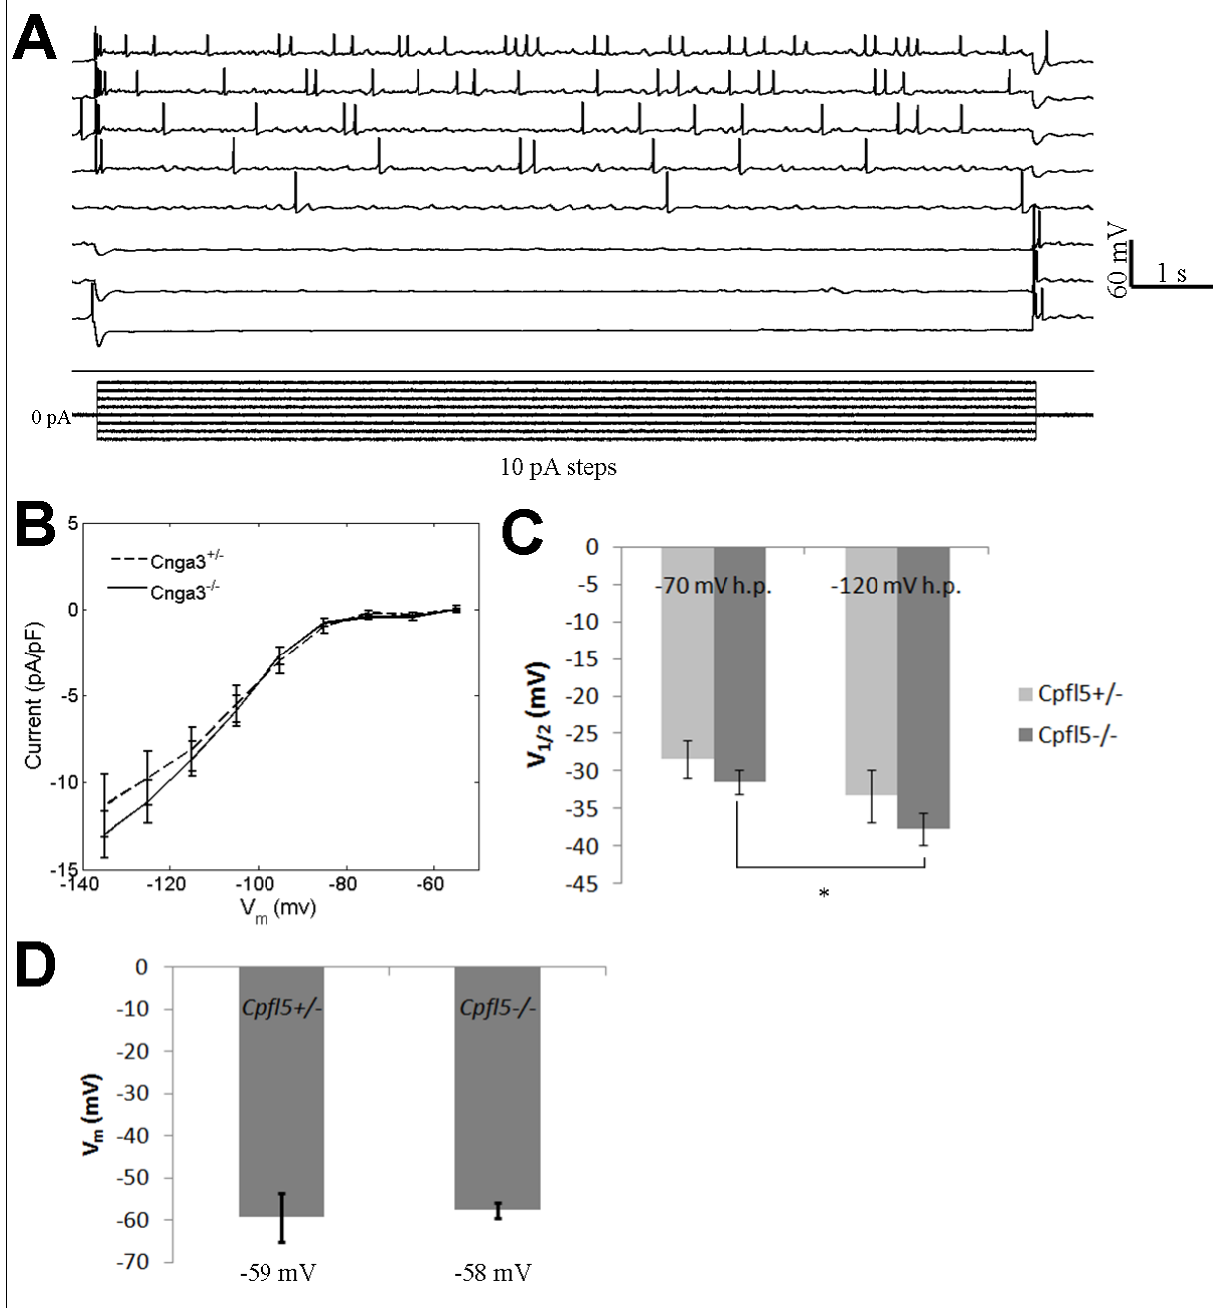 A
60 mV
1 s
0 pA
10 pA steps
B
5
0
-5
-10
-15
Current (pA/pF)
Cnga3+/-
Cnga3-/-
-140
-120
-100
-80
-60
Vm (mv)
C
0
-5
-10
-15
-20
-25
-30
-35
-40
-45
V1/2 (mV)
-70 mV h.p.
-120 mV h.p.
*
Cpfl5+/-
Cpfl5-/-
D
0
-10
-20
-30
-40
-50
-60
-70
Vm (mV)
Cpfl5+/-
Cpfl5-/-
-59 mV
-58 mV